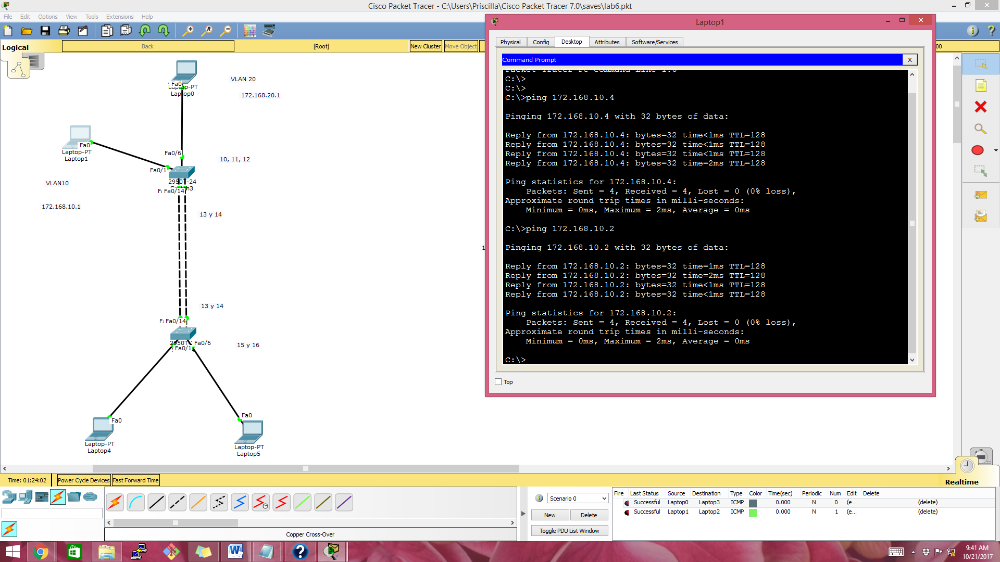 Cisco Packet Tracer - C:\Users\Priscilla\Cisco Packet Tracer 7.0\saves\lab6.pkt
File Edit Options View Tools Extensions Help
Logical
Back
[Root]
New Cluster
Move Object
VLAN 20
172.168.20.1
Fa0
Laptop-PT
Laptop0
Fa0
Laptop-PT
Laptop1
Fa0/6
Fa0/1
10, 11, 12
2950T-24
Fa0/14
VLAN10
172.168.10.1
13 y 14
13 y 14
Fa0/14
Fa0/6
Fa0/1
15 y 16
Fa0
Laptop-PT
Laptop4
Fa0
Laptop-PT
Laptop5
Laptop1
Physical Config Desktop Attributes Software/Services
Command Prompt
X
Packet Tracer PC Command Line 1.0
C:\>
C:\>
C:\>ping 172.168.10.4
Pinging 172.168.10.4 with 32 bytes of data:
Reply from 172.168.10.4: bytes=32 time<1ms TTL=128
Reply from 172.168.10.4: bytes=32 time<1ms TTL=128
Reply from 172.168.10.4: bytes=32 time<1ms TTL=128
Reply from 172.168.10.4: bytes=32 time=2ms TTL=128
Ping statistics for 172.168.10.4:
Packets: Sent = 4, Received = 4, Lost = 0 (0% loss),
Approximate round trip times in milli-seconds:
Minimum = 0ms, Maximum = 2ms, Average = 0ms
C:\>ping 172.168.10.2
Pinging 172.168.10.2 with 32 bytes of data:
Reply from 172.168.10.2: bytes=32 time=1ms TTL=128
Reply from 172.168.10.2: bytes=32 time=2ms TTL=128
Reply from 172.168.10.2: bytes=32 time<1ms TTL=128
Reply from 172.168.10.2: bytes=32 time<1ms TTL=128
Ping statistics for 172.168.10.2:
Packets: Sent = 4, Received = 4, Lost = 0 (0% loss),
Approximate round trip times in milli-seconds:
Minimum = 0ms, Maximum = 2ms, Average = 0ms
C:\>
Top
Time: 01:24:02
Power Cycle Devices
Fast Forward Time
Realtime
Copper Cross-Over
Scenario 0
New
Delete
Toggle PDU List Window
Fire Last Status Source Destination Type Color Time(sec) Periodic Num Edit Delete
Successful Laptop0 Laptop3 ICMP 0.000 N 0 (e... (delete)
Successful Laptop1 Laptop2 ICMP 0.000 N 1 (e... (delete)
9:41 AM
10/21/2017